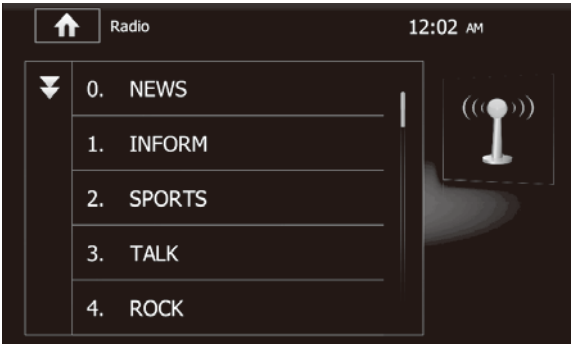 Radio 12:02 AM
0. NEWS
1. INFORM
2. SPORTS
3. TALK
4. ROCK